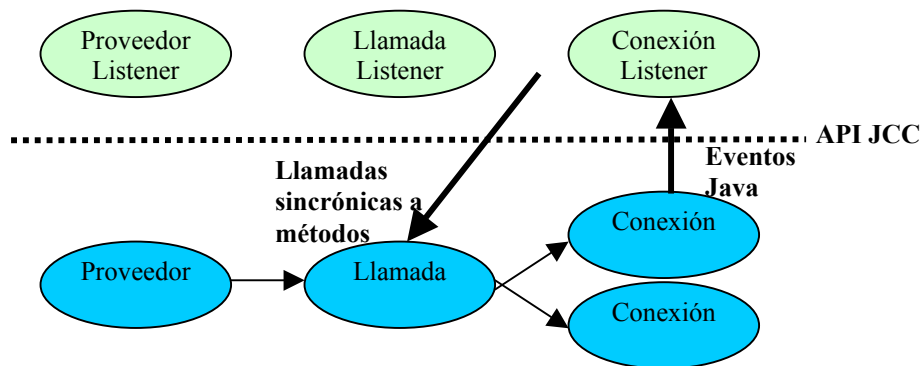 Proveedor
Listener
Llamada
Listener
Conexión
Listener
API JCC
Llamadas
sincrónicas a
métodos
Eventos
Java
Proveedor
Llamada
Conexión
Conexión